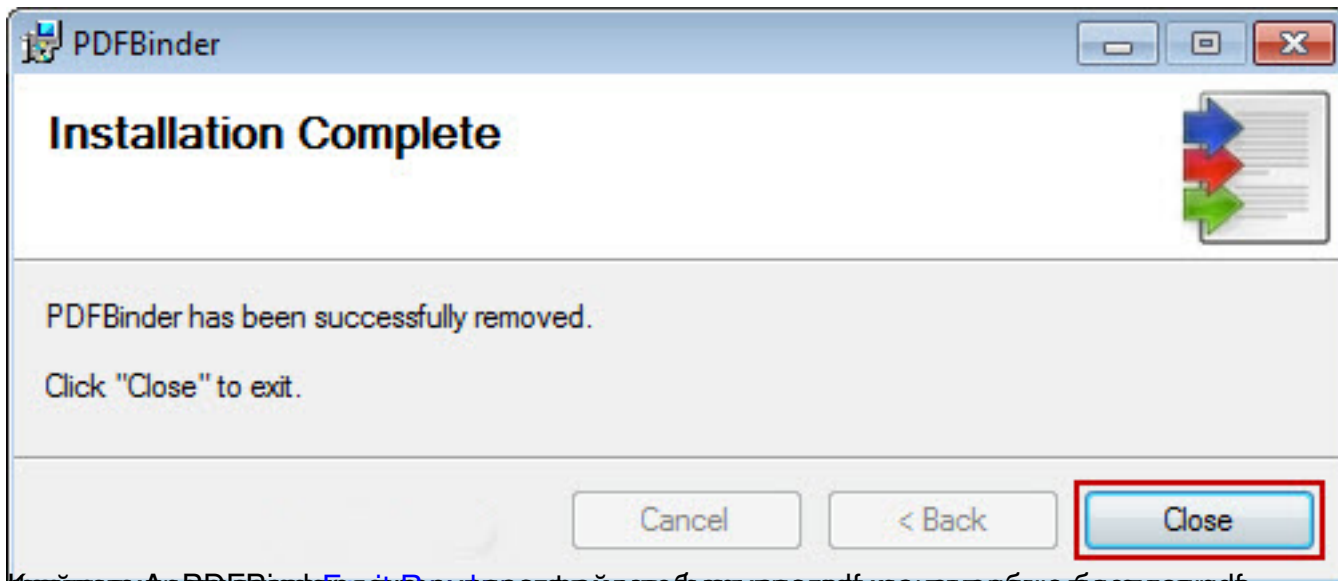 PDFBinder
Installation Complete
PDFBinder has been successfully removed.
Click "Close" to exit.
Cancel
< Back
Close